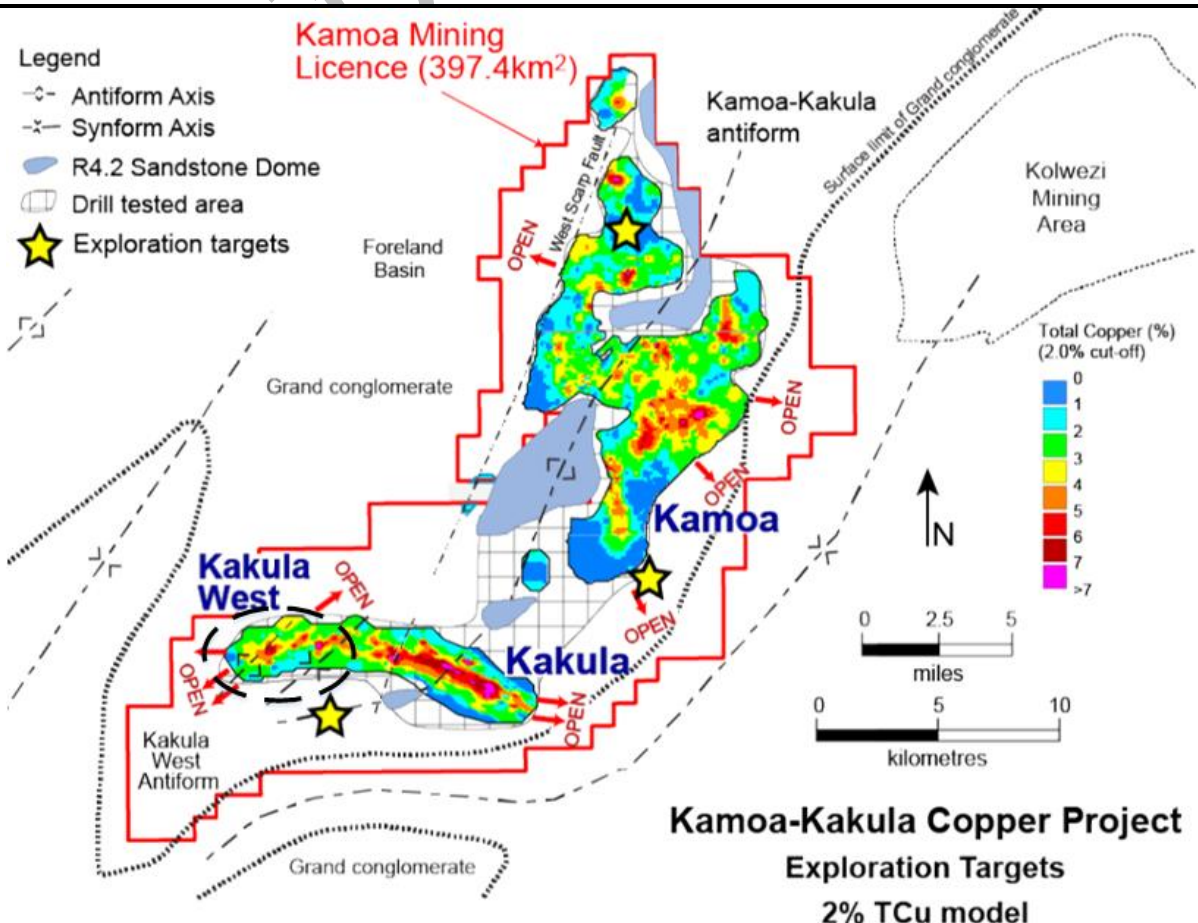 Kamoa Mining
Licence (397.4km²)
Legend
Antiform Axis
Synform Axis
R4.2 Sandstone Dome
Drill tested area
Exploration targets
Kamoa-Kakula
antiform
Surface limit of Grand conglomerate
Kolwezi
Mining
Area
West Scarp Fault
Foreland
Basin
OPEN
Grand conglomerate
OPEN
OPEN
Total Copper (%)
(2.0% cut-off)
0
1
2
3
4
5
6
7
>7
N
Kamoa
Kakula
West
OPEN
OPEN
Kakula
OPEN
OPEN
Kakula
West
Antiform
0 2.5 5
miles
0 5 10
kilometres
Grand conglomerate
Kamoa-Kakula Copper Project
Exploration Targets
2% TCu model